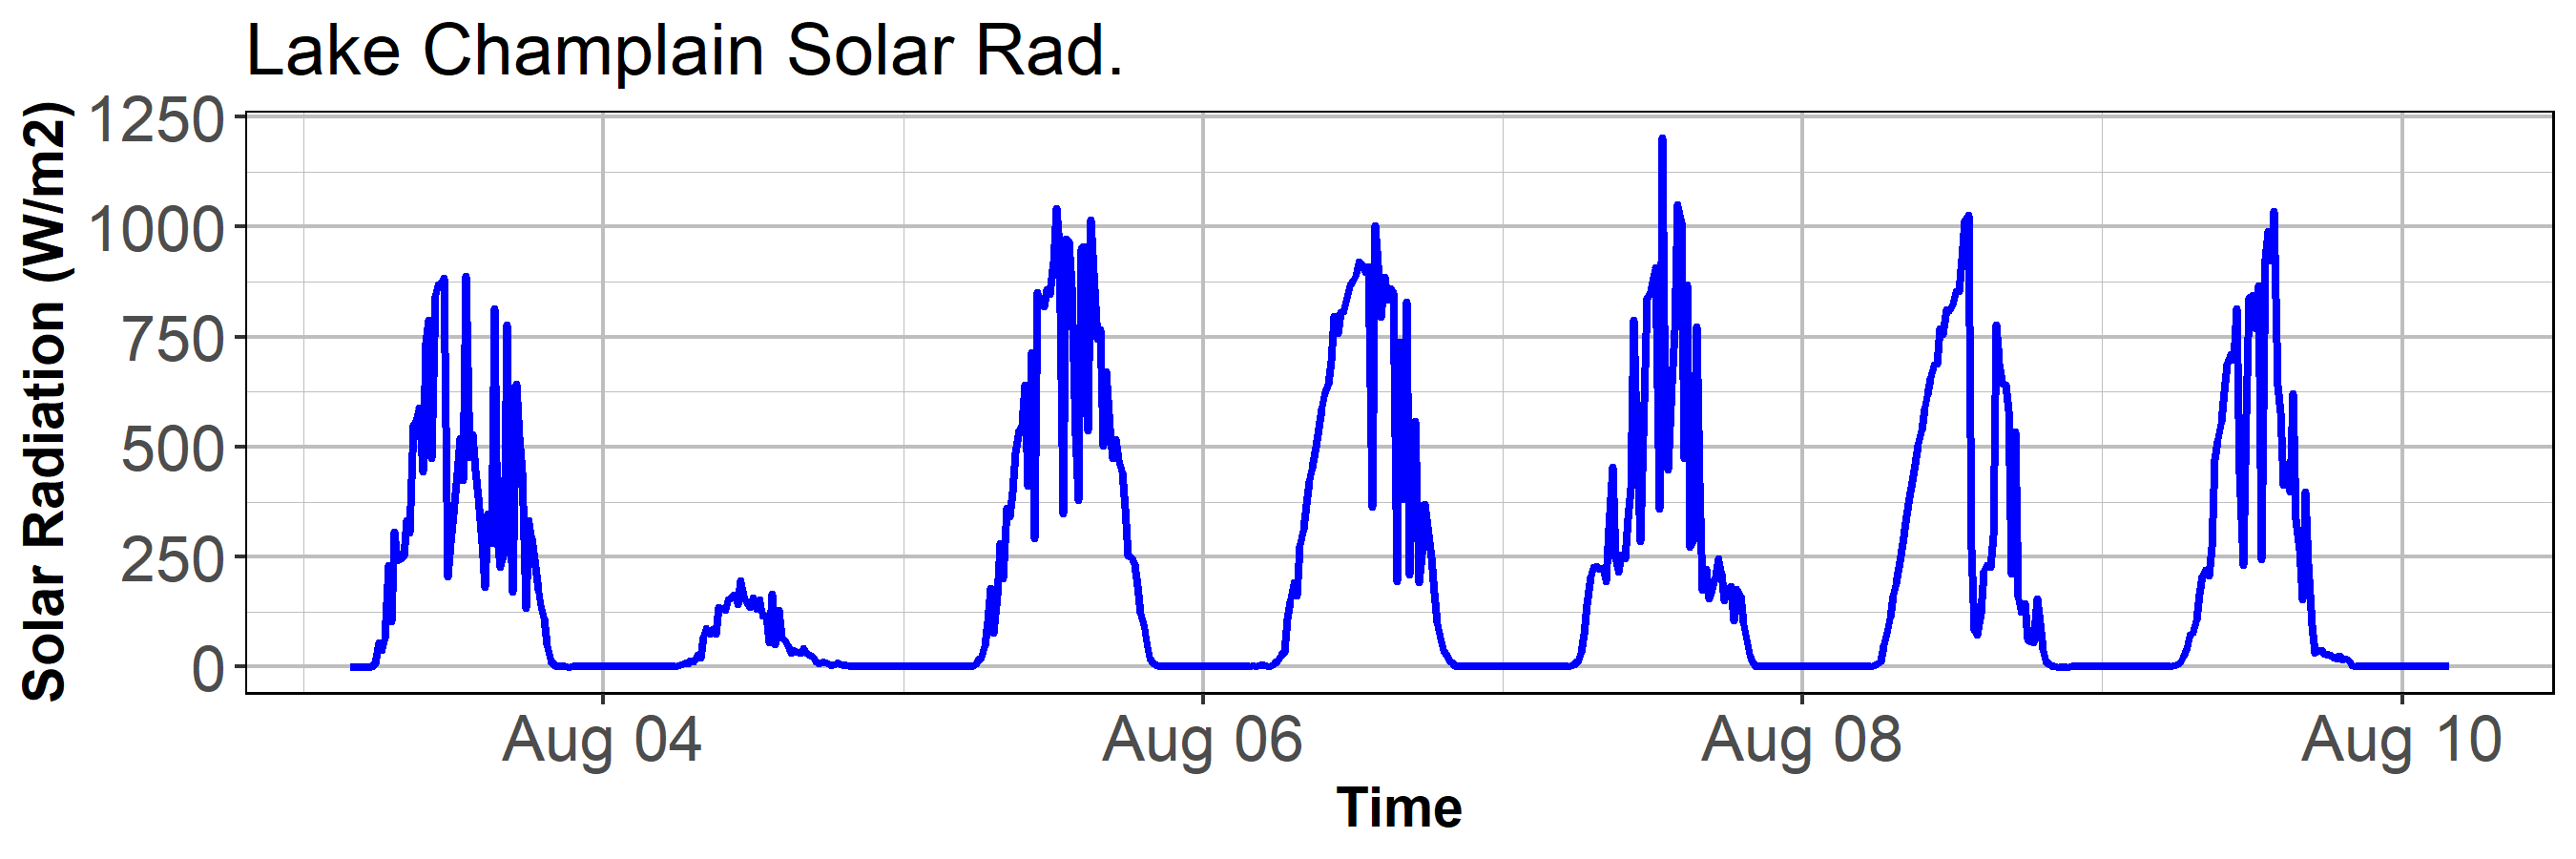 Lake Champlain Solar Rad.
Solar Radiation (W/m2)
1250
1000
750
500
250
0
Aug 04
Aug 06
Aug 08
Aug 10
Time